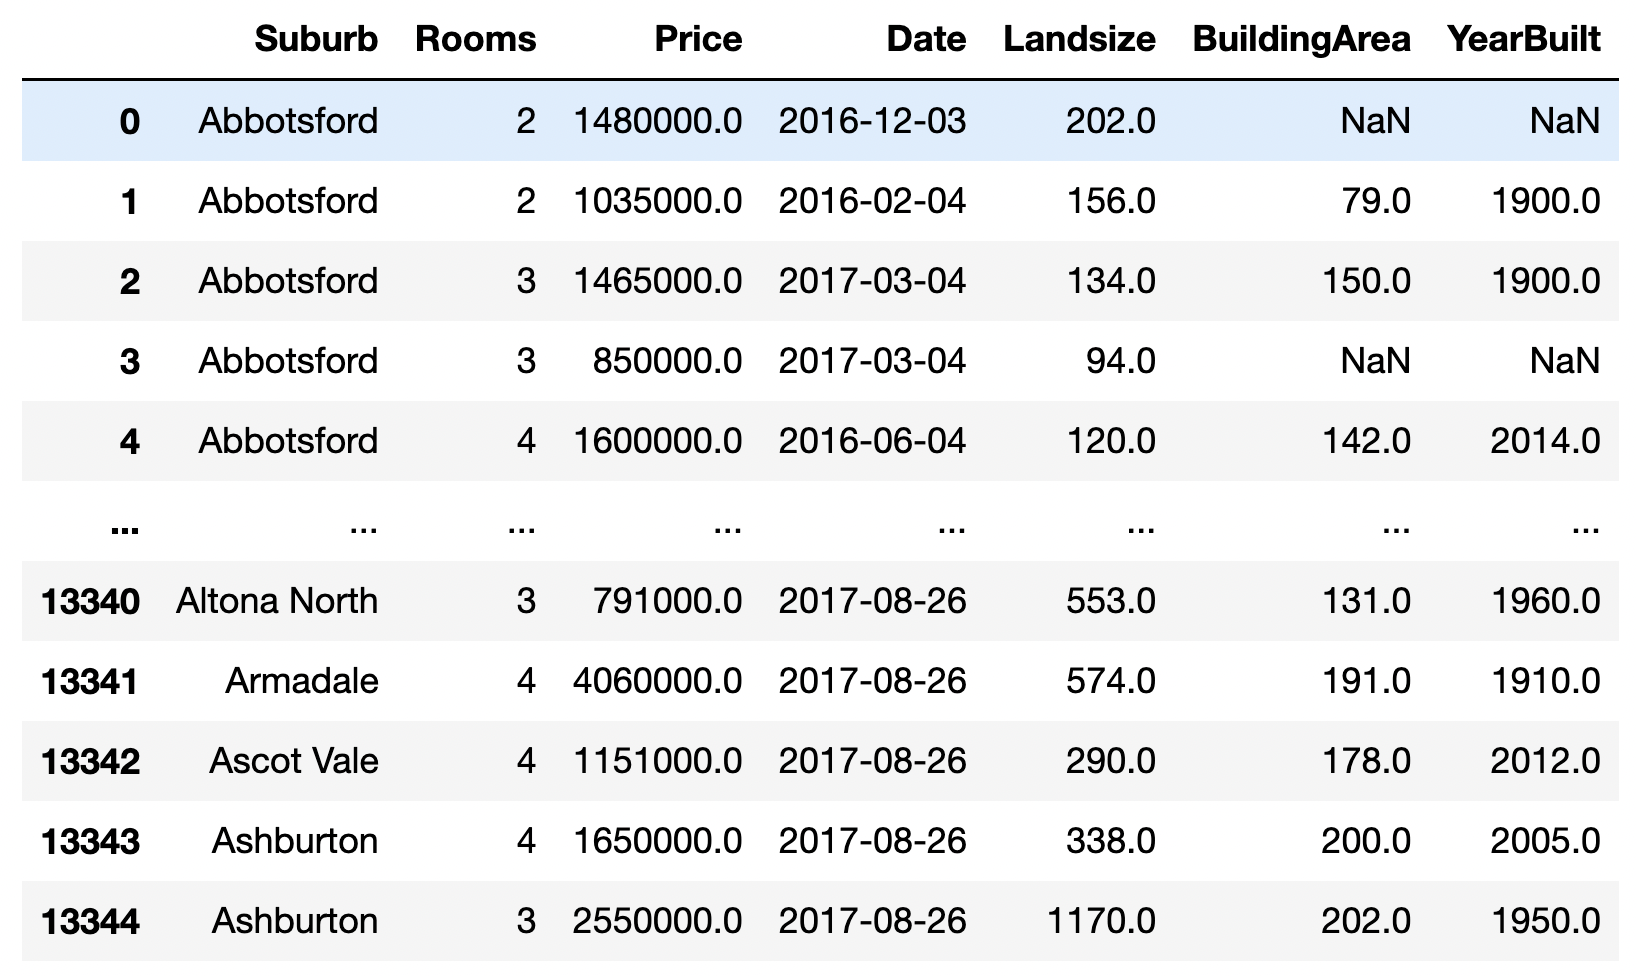 Suburb Rooms Price Date Landsize BuildingArea YearBuilt
0 Abbotsford 2 1480000.0 2016-12-03 202.0 NaN NaN
1 Abbotsford 2 1035000.0 2016-02-04 156.0 79.0 1900.0
2 Abbotsford 3 1465000.0 2017-03-04 134.0 150.0 1900.0
3 Abbotsford 3 850000.0 2017-03-04 94.0 NaN NaN
4 Abbotsford 4 1600000.0 2016-06-04 120.0 142.0 2014.0
... ... ... ... ... ... ... ...
13340 Altona North 3 791000.0 2017-08-26 553.0 131.0 1960.0
13341 Armadale 4 4060000.0 2017-08-26 574.0 191.0 1910.0
13342 Ascot Vale 4 1151000.0 2017-08-26 290.0 178.0 2012.0
13343 Ashburton 4 1650000.0 2017-08-26 338.0 200.0 2005.0
13344 Ashburton 3 2550000.0 2017-08-26 1170.0 202.0 1950.0